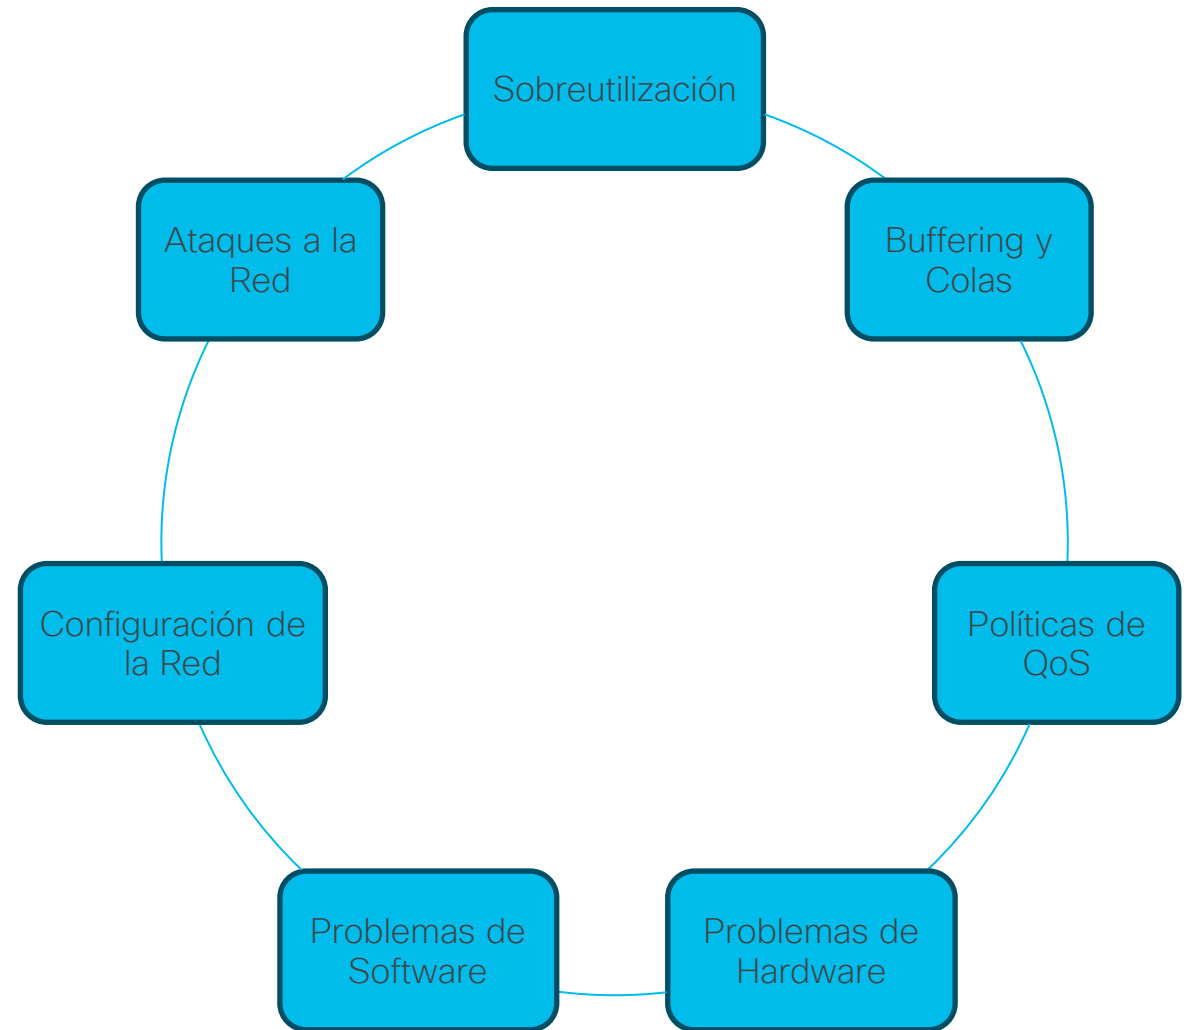 Sobreutilización
Buffering y
Colas
Políticas de
QoS
Problemas de
Hardware
Problemas de
Software
Configuración de
la Red
Ataques a la
Red